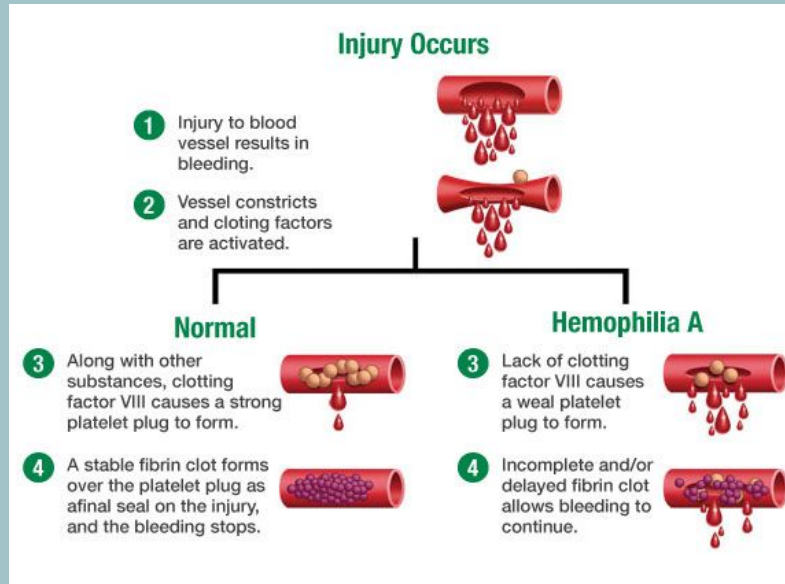 Injury Occurs
1
Injury to blood
vessel results in
bleeding.
2
Vessel constricts
and cloting factors
are activated.
Normal
3
Along with other
substances, clotting
factor VIII causes a strong
platelet plug to form.
4
A stable fibrin clot forms
over the platelet plug as
afinal seal on the injury,
and the bleeding stops.
Hemophilia A
3
Lack of clotting
factor VIII causes
a weal platelet
plug to form.
4
Incomplete and/or
delayed fibrin clot
allows bleeding to
continue.